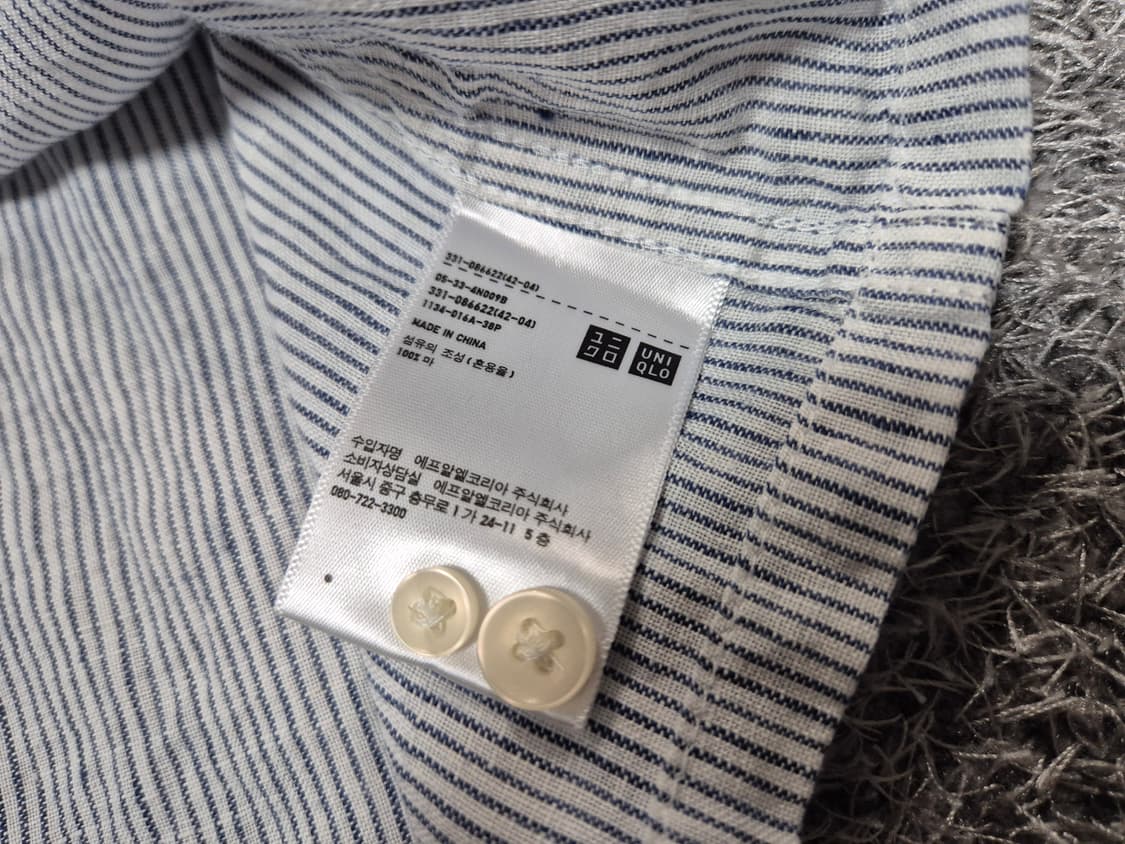 331-086622(42-04)
05-33-4N009B
331-086622(42-04)
1134-016A-38P
MADE IN CHINA
섬유의 조성(혼용율)
100% 마
ユニ
クロ
UNI
QLO
수입자명 에프알엘코리아 주식회사
소비자상담실 에프알엘코리아 주식회사
서울시 중구 충무로 1 가 24-11 5 층
080-722-3300